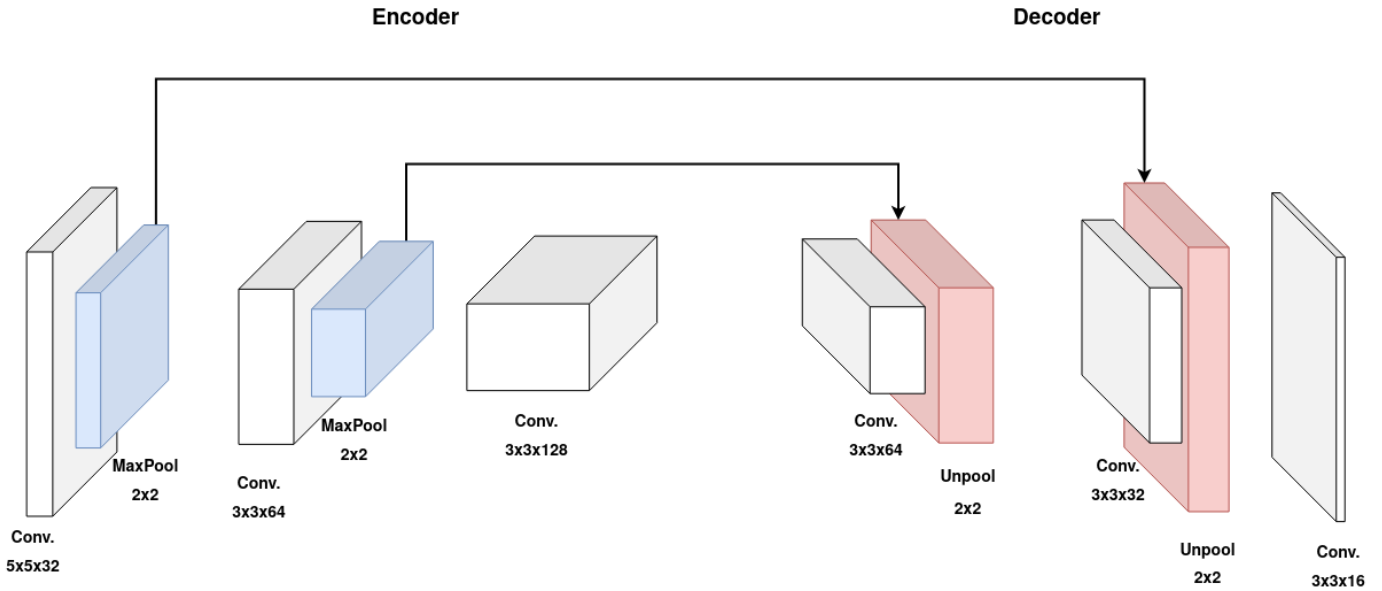 Encoder
Decoder
Conv.
5x5x32
MaxPool
2x2
Conv.
3x3x64
MaxPool
2x2
Conv.
3x3x128
Conv.
3x3x64
Unpool
2x2
Conv.
3x3x32
Unpool
2x2
Conv.
3x3x16